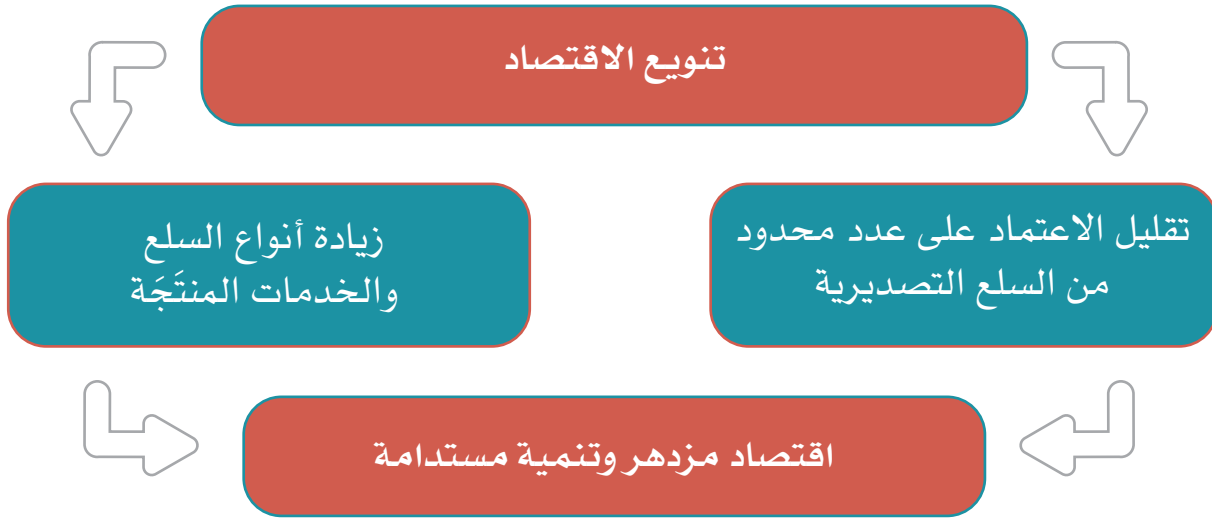 تنويع الاقتصاد
تقليل الاعتماد على عدد محدود
من السلع التصديرية
زيادة أنواع السلع
والخدمات المنتَجَة
اقتصاد مزدهر وتنمية مستدامة